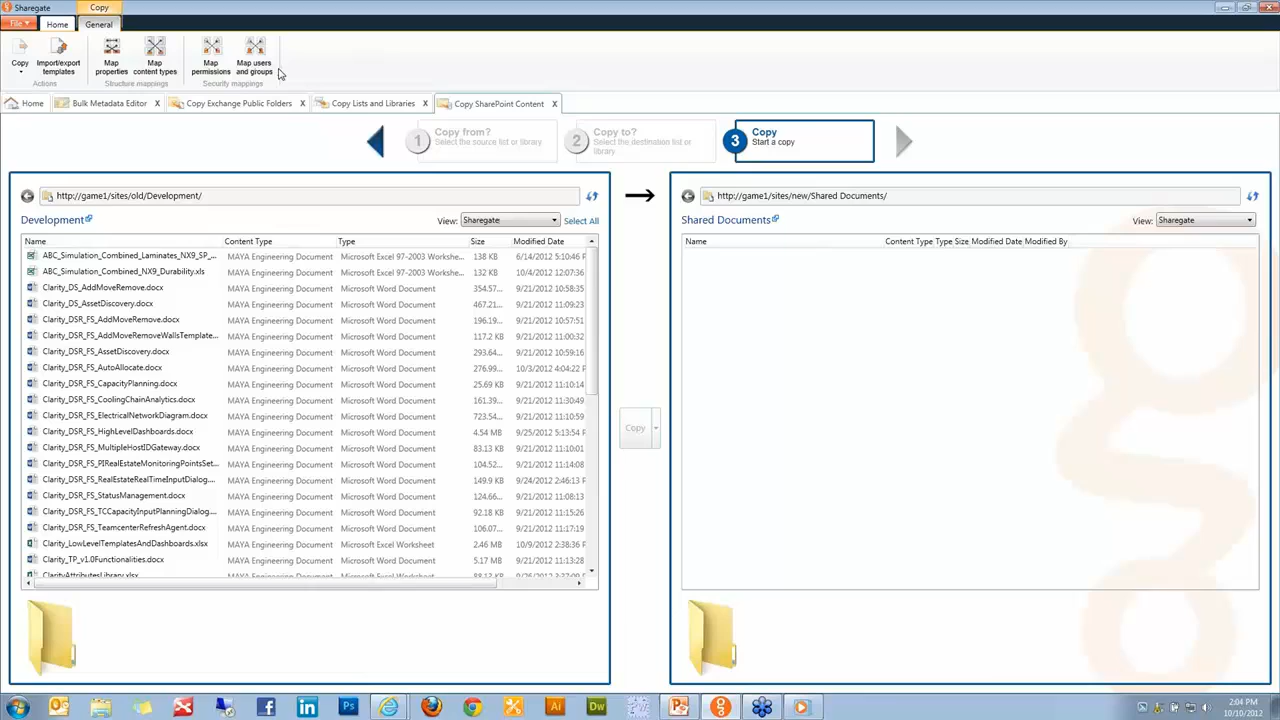 Sharegate
Copy
File
Home
General
Copy
Import/export templates
Map properties
Map content types
Map permissions
Map users and groups
Actions
Structure mappings
Security mappings
Home
Bulk Metadata Editor x
Copy Exchange Public Folders x
Copy Lists and Libraries x
Copy SharePoint Content x
1 Copy from?
Select the source list or library
2 Copy to?
Select the destination list or library
3 Copy
Start a copy
http://game1/sites/old/Development/
Development
View: Sharegate
Select All
Name Content Type Type Size Modified Date
ABC_Simulation_Combined_Laminates_NX9_SP_... MAYA Engineering Document Microsoft Excel 97-2003 Workshe... 138 KB 6/14/2012 5:10:46 P
ABC_Simulation_Combined_NX9_Durability.xls MAYA Engineering Document Microsoft Excel 97-2003 Workshe... 132 KB 10/4/2012 12:07:36
Clarity_DS_AddMoveRemove.docx MAYA Engineering Document Microsoft Word Document 354.57... 9/21/2012 10:58:35
Clarity_DS_AssetDiscovery.docx MAYA Engineering Document Microsoft Word Document 467.21... 9/21/2012 11:09:23
Clarity_DSR_FS_AddMoveRemove.docx MAYA Engineering Document Microsoft Word Document 196.19... 9/21/2012 10:57:51
Clarity_DSR_FS_AddMoveRemoveWallsTemplate... MAYA Engineering Document Microsoft Word Document 117.2 KB 9/21/2012 11:00:32
Clarity_DSR_FS_AssetDiscovery.docx MAYA Engineering Document Microsoft Word Document 293.64... 9/21/2012 10:59:16
Clarity_DSR_FS_AutoAllocate.docx MAYA Engineering Document Microsoft Word Document 276.99... 10/3/2012 4:04:22 P
Clarity_DSR_FS_CapacityPlanning.docx MAYA Engineering Document Microsoft Word Document 25.69 KB 9/21/2012 11:10:14
Clarity_DSR_FS_CoolingChainAnalytics.docx MAYA Engineering Document Microsoft Word Document 161.39... 9/21/2012 11:30:49
Clarity_DSR_FS_ElectricalNetworkDiagram.docx MAYA Engineering Document Microsoft Word Document 723.54... 9/21/2012 11:10:59
Clarity_DSR_FS_HighLevelDashboards.docx MAYA Engineering Document Microsoft Word Document 4.54 MB 9/25/2012 5:13:54 P
Clarity_DSR_FS_MultipleHostIDGateway.docx MAYA Engineering Document Microsoft Word Document 83.13 KB 9/21/2012 11:10:01
Clarity_DSR_FS_PIRealEstateMonitoringPointsSet... MAYA Engineering Document Microsoft Word Document 104.52... 9/21/2012 11:14:08
Clarity_DSR_FS_RealEstateRealTimeInputDialog.... MAYA Engineering Document Microsoft Word Document 149.9 KB 9/24/2012 2:46:13 P
Clarity_DSR_FS_StatusManagement.docx MAYA Engineering Document Microsoft Word Document 124.66... 9/21/2012 11:08:13
Clarity_DSR_FS_TCCapacityInputPlanningDialog.... MAYA Engineering Document Microsoft Word Document 92.18 KB 9/21/2012 11:15:26
Clarity_DSR_FS_TeamcenterRefreshAgent.docx MAYA Engineering Document Microsoft Word Document 106.07... 9/21/2012 11:17:19
Clarity_LowLevelTemplatesAndDashboards.xlsx MAYA Engineering Document Microsoft Excel Worksheet 2.46 MB 10/9/2012 2:38:36 P
Clarity_TP_v1.0Functionalities.docx MAYA Engineering Document Microsoft Word Document 5.17 MB 9/21/2012 11:13:28
ClarityAttributesLibrary.xlsx MAYA Engineering Document Microsoft Excel Worksheet
Copy
http://game1/sites/new/Shared Documents/
Shared Documents
View: Sharegate
Name Content Type Type Size Modified Date Modified By
2:04 PM
10/10/2012